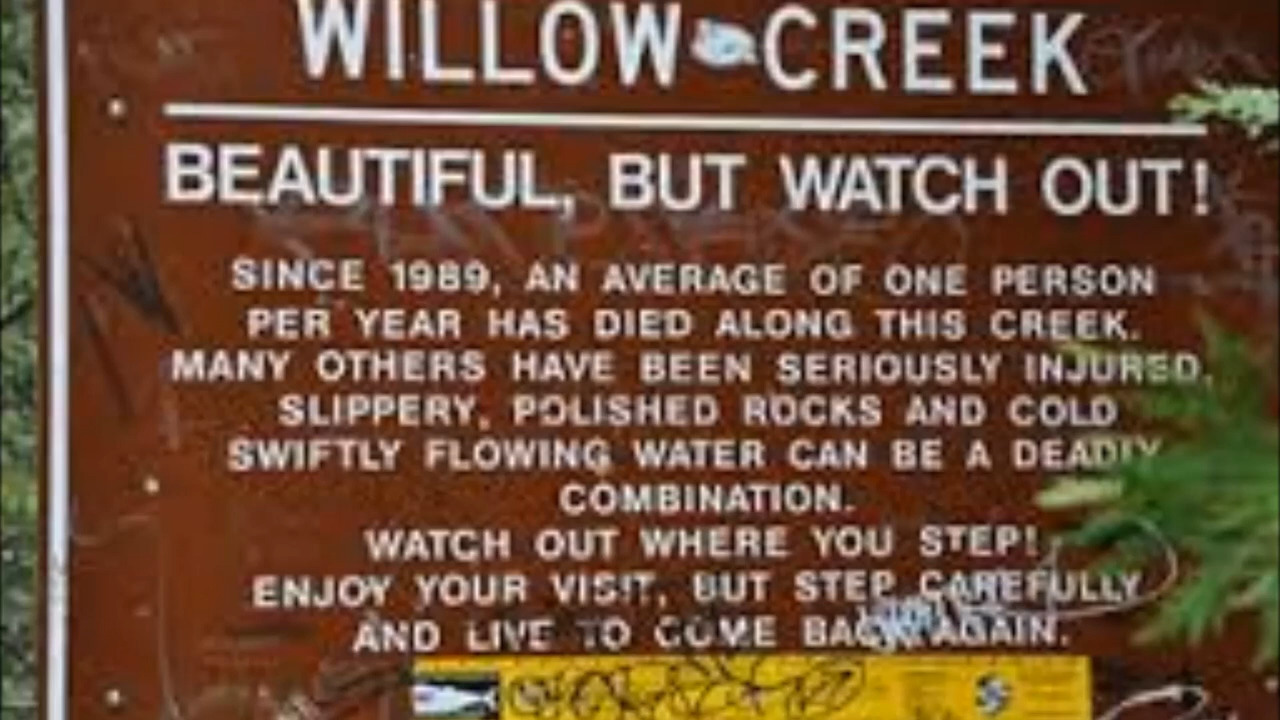 WILLOW CREEK
BEAUTIFUL, BUT WATCH OUT!
SINCE 1989, AN AVERAGE OF ONE PERSON
PER YEAR HAS DIED ALONG THIS CREEK.
MANY OTHERS HAVE BEEN SERIOUSLY INJURED.
SLIPPERY, POLISHED ROCKS AND COLD
SWIFTLY FLOWING WATER CAN BE A DEADLY
COMBINATION.
WATCH OUT WHERE YOU STEP!
ENJOY YOUR VISIT, BUT STEP CAREFULLY
AND LIVE TO COME BACK AGAIN.